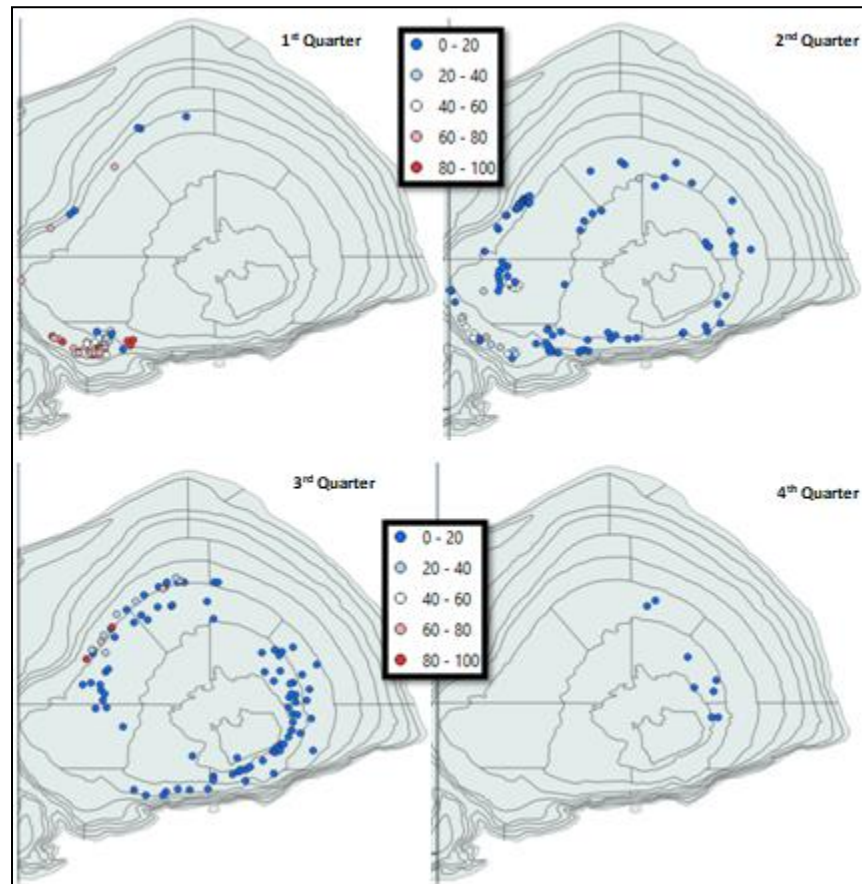 1st Quarter
0 - 20
20 - 40
40 - 60
60 - 80
80 - 100
2nd Quarter
3rd Quarter
0 - 20
20 - 40
40 - 60
60 - 80
80 - 100
4th Quarter